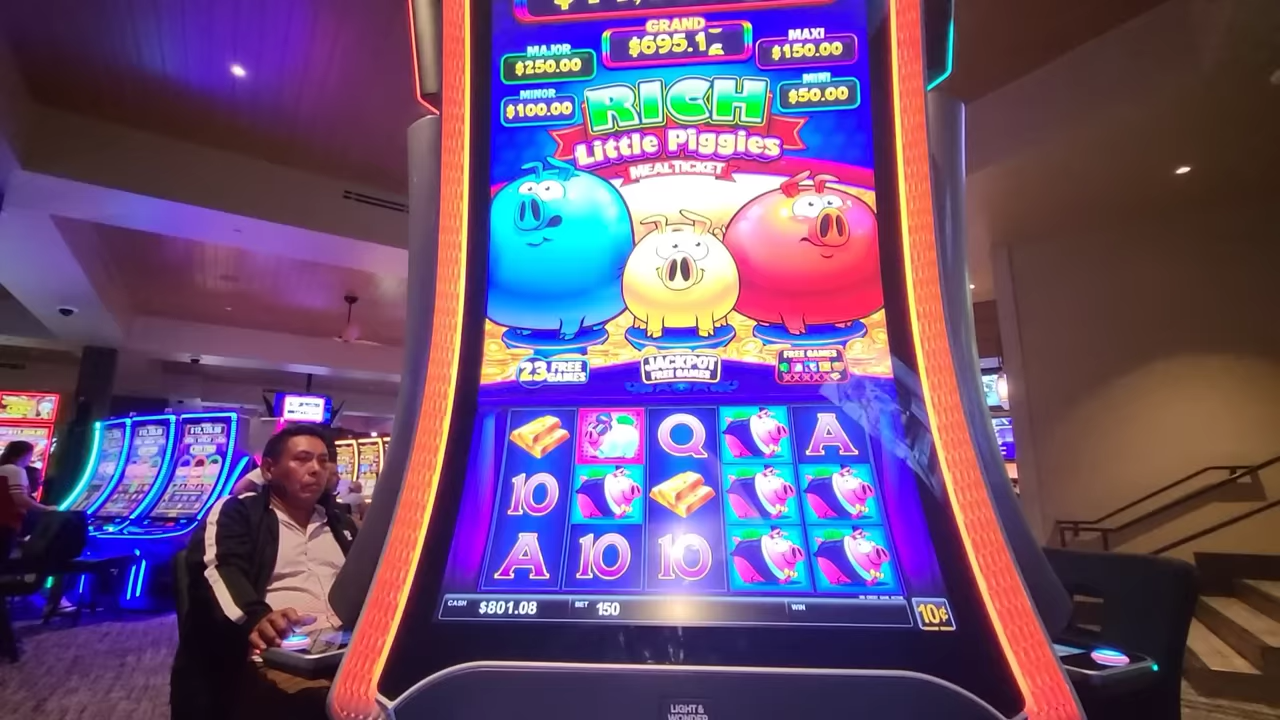 GRAND
$695.1
MAJOR
$250.00
MAXI
$150.00
MINOR
$100.00
MINI
$50.00
RICH
Little Piggies
MEAL TICKET
23 FREE
GAMES
JACKPOT
FREE GAMES
FREE GAMES
Q
A
10
A
10
10
CASH $801.08 BET 150 WIN
10¢
LIGHT &
WONDER